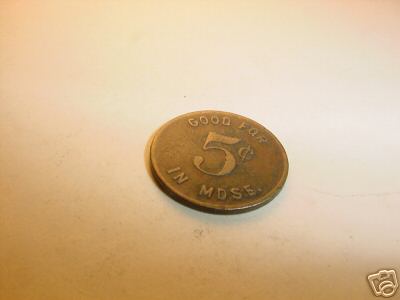 GOOD FOR
5¢
IN MDSE.